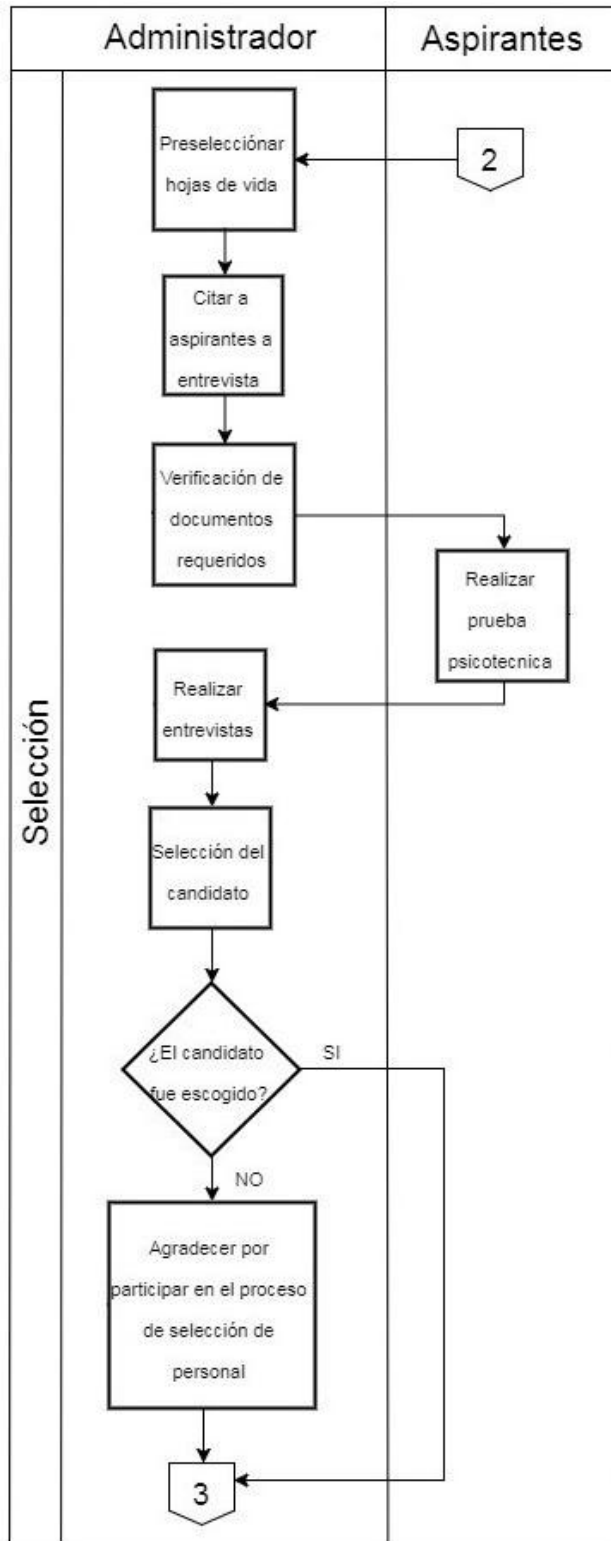 Administrador
Aspirantes
Selección
Preselecciónar
hojas de vida
2
Citar a
aspirantes a
entrevista
Verificación de
documentos
requeridos
Realizar
prueba
psicotecnica
Realizar
entrevistas
Selección del
candidato
¿El candidato
fue escogido?
SI
NO
Agradecer por
participar en el proceso
de selección de
personal
3